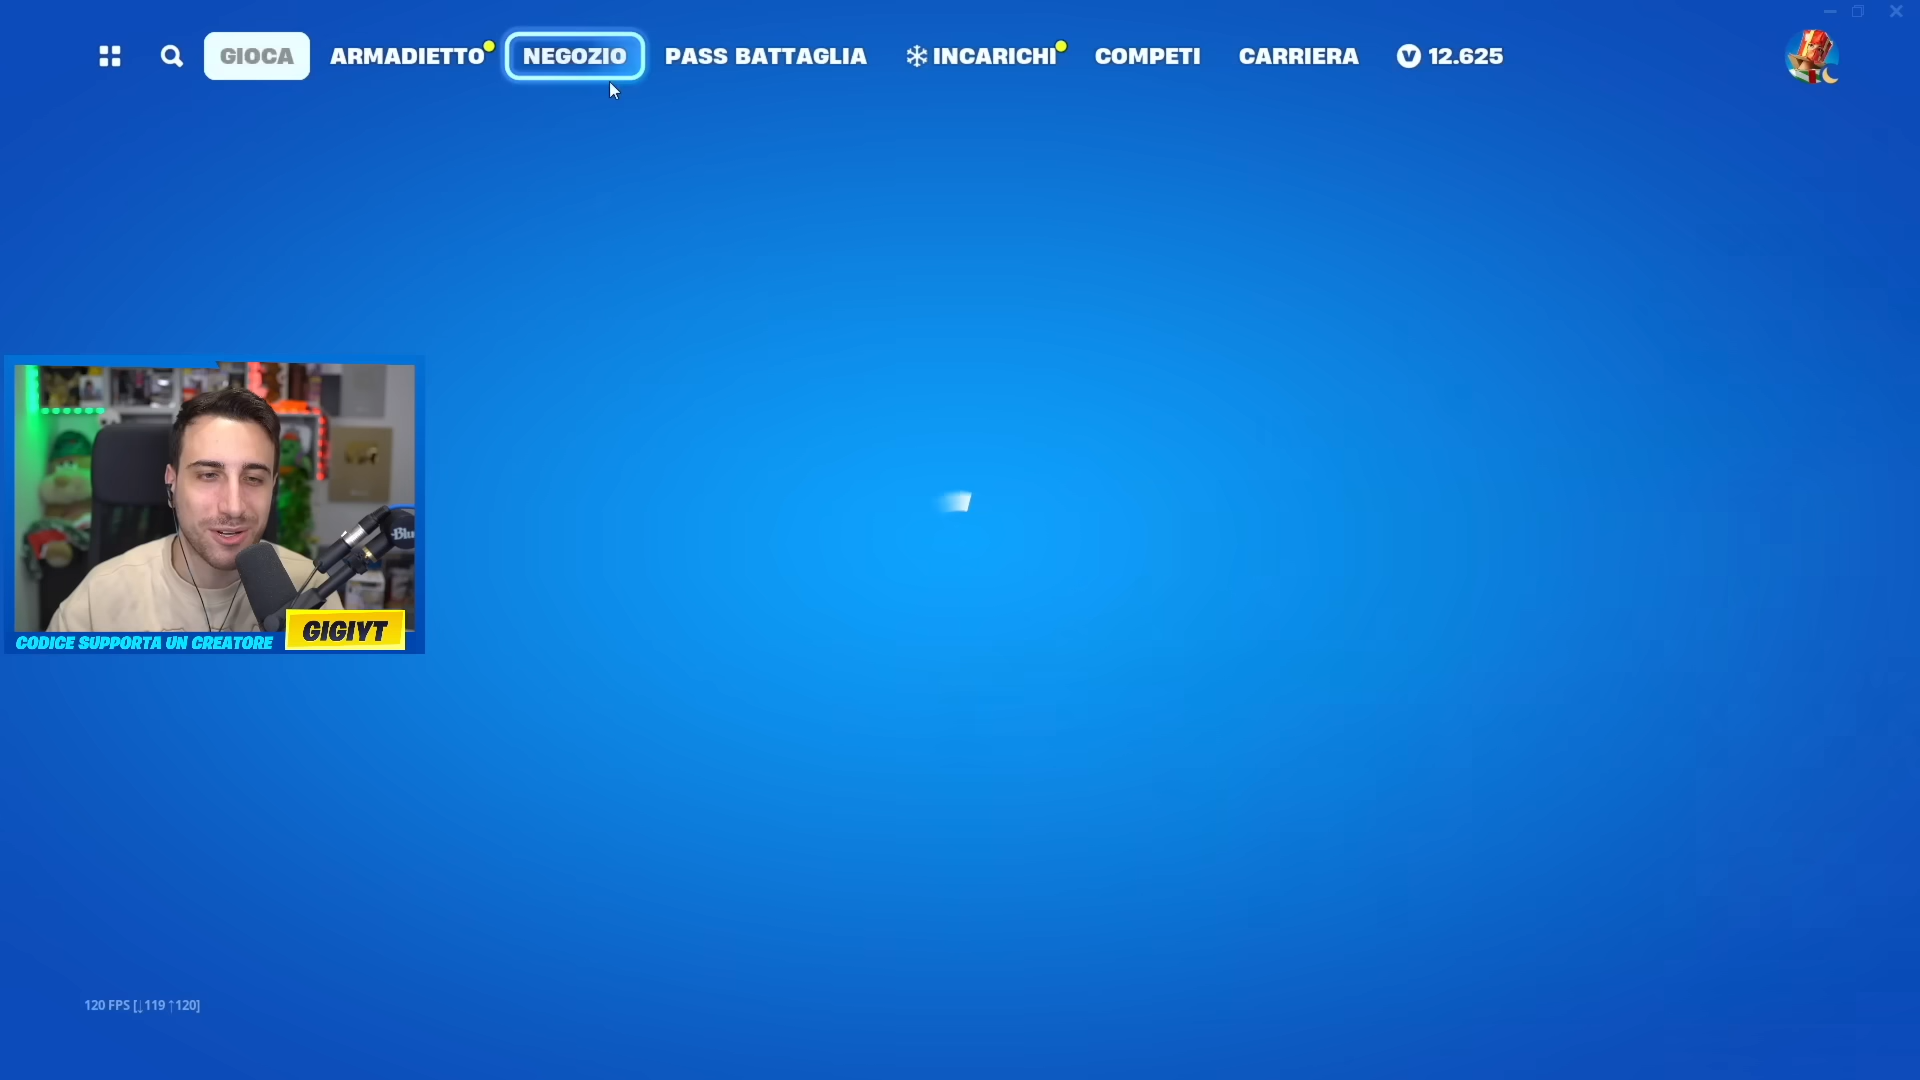 GIOCA ARMADIETTO NEGOZIO PASS BATTAGLIA INCARICHI COMPETI CARRIERA V 12.625
Blu
CODICE SUPPORTA UN CREATORE GIGIYT
120 FPS [↓119 ↑120]